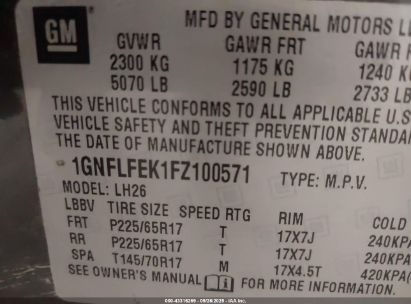 GM
MFD BY GENERAL MOTORS LL
GVWR GAWR FRT GAWR R
2300 KG 1175 KG 1240 KG
5070 LB 2590 LB 2733 LB
THIS VEHICLE CONFORMS TO ALL APPLICABLE U.S
VEHICLE SAFETY AND THEFT PREVENTION STANDA
THE DATE OF MANUFACTURE SHOWN ABOVE.
1GNFLFEK1FZ100571 TYPE: M.P.V.
MODEL: LH26
LBBV TIRE SIZE SPEED RTG RIM COLD
FRT P225/65R17 T 17X7J 240KPA
RR P225/65R17 T 17X7J 240KPA
SPA T145/70R17 M 17X4.5T 420KPA
SEE OWNER'S MANUAL FOR MORE INFORMATION.